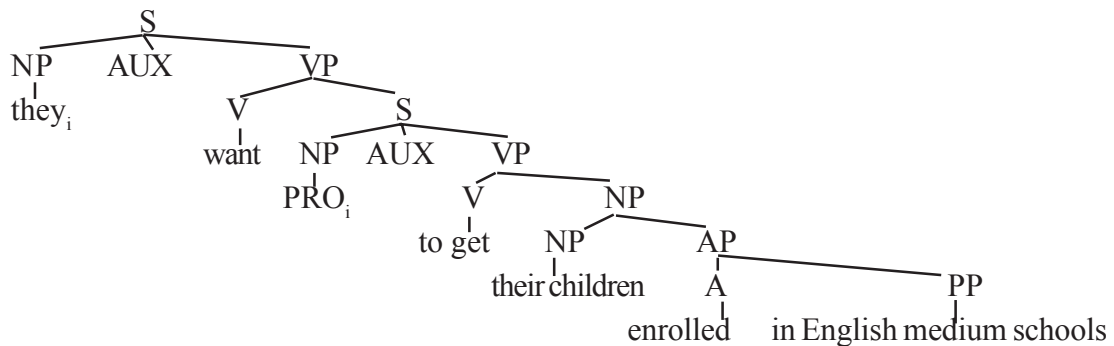 S
NP AUX VP
they i V S
want NP AUX VP
PRO i V NP
to get NP AP
their children A PP
enrolled in English medium schools